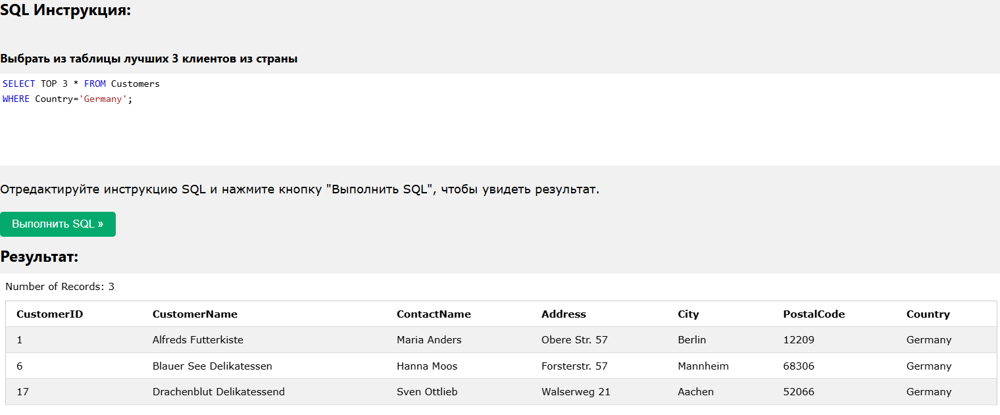 SQL Инструкция:
Выбрать из таблицы лучших 3 клиентов из страны
SELECT TOP 3 * FROM Customers
WHERE Country='Germany';
Отредактируйте инструкцию SQL и нажмите кнопку "Выполнить SQL", чтобы увидеть результат.
Выполнить SQL »
Результат:
Number of Records: 3
CustomerID CustomerName ContactName Address City PostalCode Country
1 Alfreds Futterkiste Maria Anders Obere Str. 57 Berlin 12209 Germany
6 Blauer See Delikatessen Hanna Moos Forsterstr. 57 Mannheim 68306 Germany
17 Drachenblut Delikatessend Sven Ottlieb Walserweg 21 Aachen 52066 Germany